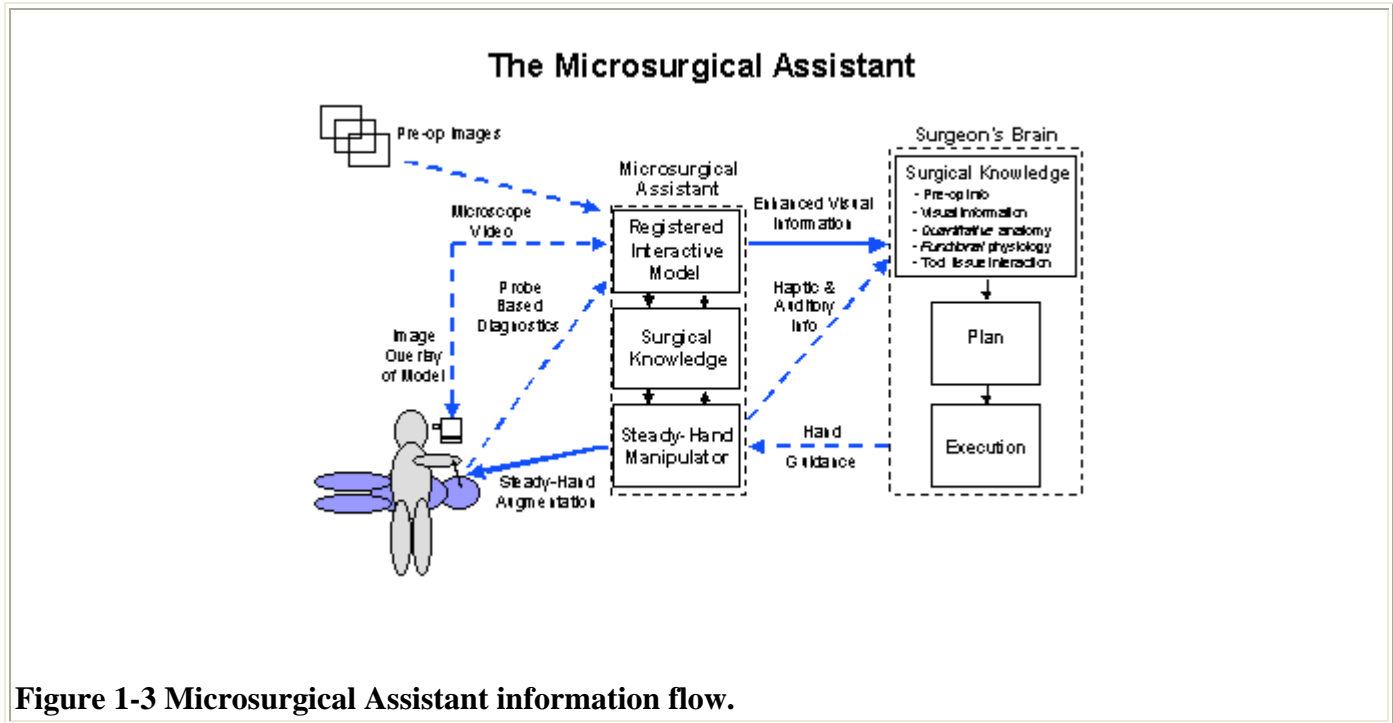 The Microsurgical Assistant
Pre-op Images
Microsurgical
Assistant
Surgeon's Brain
Surgical Knowledge
- Pre-op info
- Visual information
- Quantitative anatomy
- Functional physiology
- Tool tissue interaction
Microscope
Video
Registered
Interactive
Model
Enhanced Visual
Information
Probe
Based
Diagnostics
Haptic &
Auditory
Info
Image
Overlay
of Model
Surgical
Knowledge
Plan
Steady-Hand
Manipulator
Hand
Guidance
Execution
Steady-Hand
Augmentation
Figure 1-3 Microsurgical Assistant information flow.